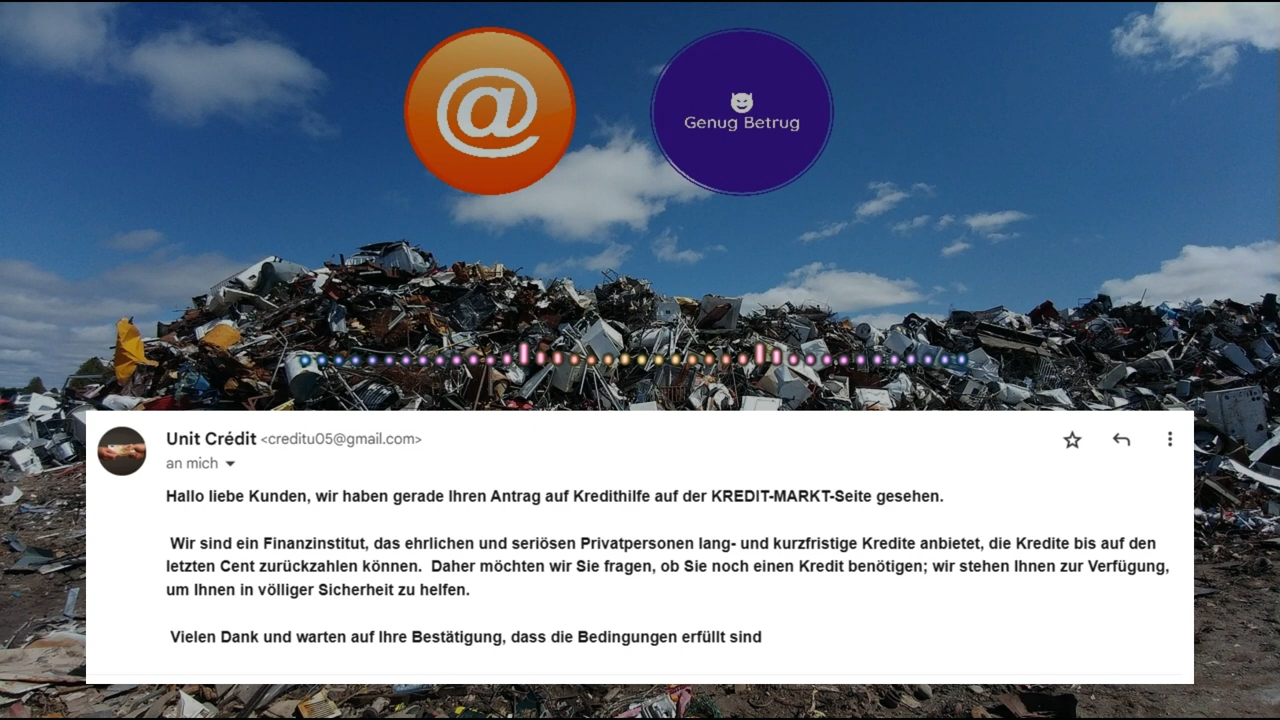 @
Genug Betrug
Unit Crédit <creditu05@gmail.com>
an mich
Hallo liebe Kunden, wir haben gerade Ihren Antrag auf Kredithilfe auf der KREDIT-MARKT-Seite gesehen.
Wir sind ein Finanzinstitut, das ehrlichen und seriösen Privatpersonen lang- und kurzfristige Kredite anbietet, die Kredite bis auf den
letzten Cent zurückzahlen können. Daher möchten wir Sie fragen, ob Sie noch einen Kredit benötigen; wir stehen Ihnen zur Verfügung,
um Ihnen in völliger Sicherheit zu helfen.
Vielen Dank und warten auf Ihre Bestätigung, dass die Bedingungen erfüllt sind